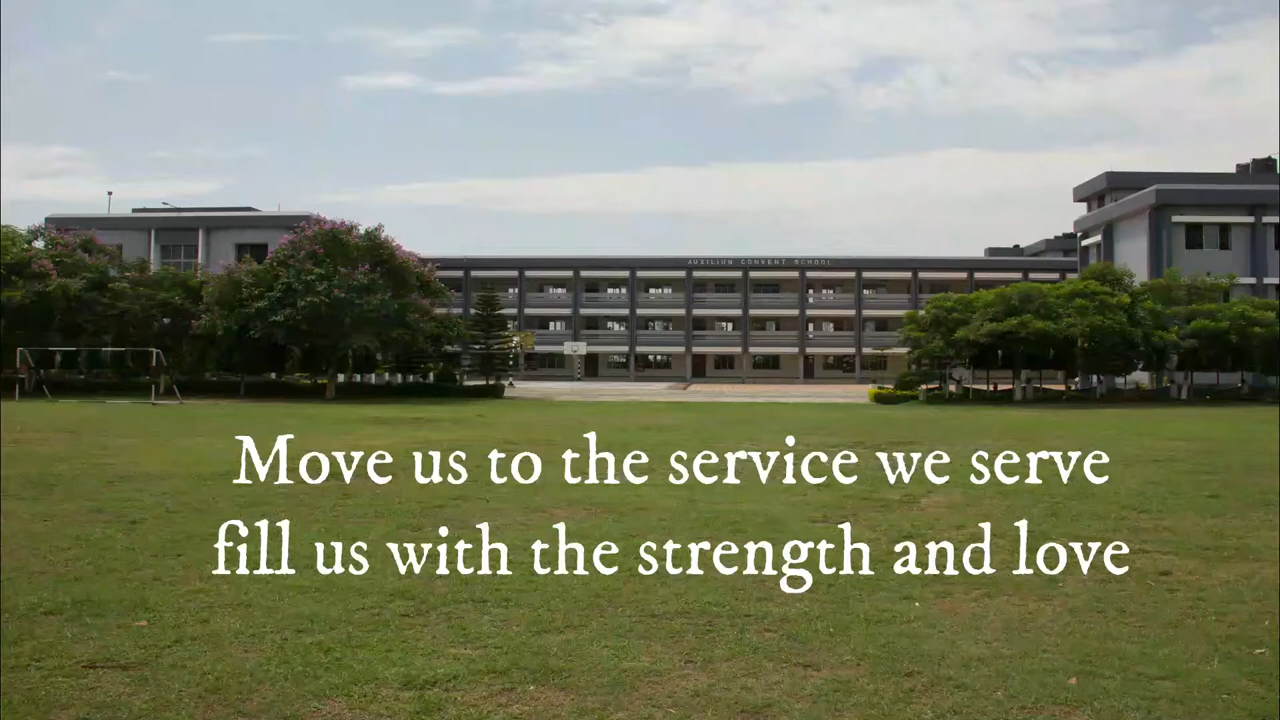 AUXILIUM CONVENT SCHOOL
Move us to the service we serve
fill us with the strength and love